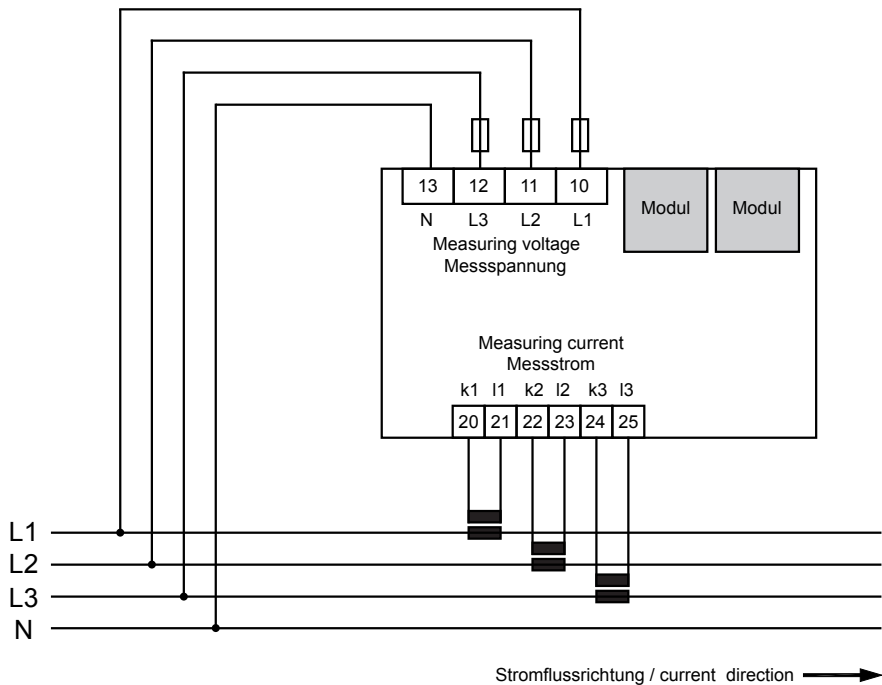 13 12 11 10
N L3 L2 L1
Modul Modul
Measuring voltage
Messspannung
Measuring current
Messstrom
k1 l1 k2 l2 k3 l3
20 21 22 23 24 25
L1
L2
L3
N
Stromflussrichtung / current direction